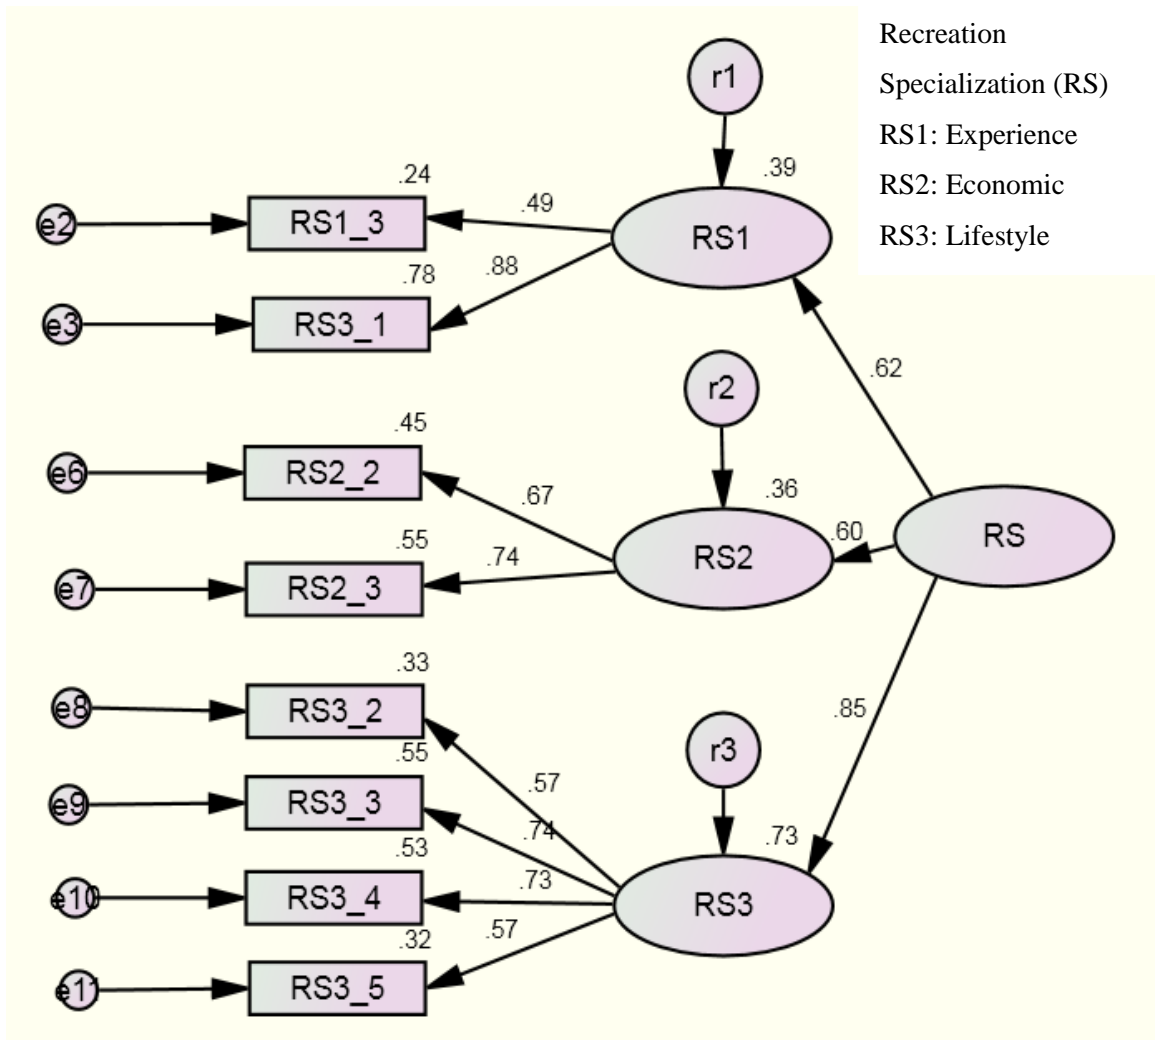 Recreation
Specialization (RS)
RS1: Experience
RS2: Economic
RS3: Lifestyle
r1
.39
RS1
.24
e2
RS1_3
.49
.78
e3
RS3_1
.88
.62
r2
.36
RS2
.60
RS
.45
e6
RS2_2
.67
.55
e7
RS2_3
.74
.85
r3
.73
RS3
.33
e8
RS3_2
.57
.55
e9
RS3_3
.74
.53
e10
RS3_4
.73
.32
e11
RS3_5
.57